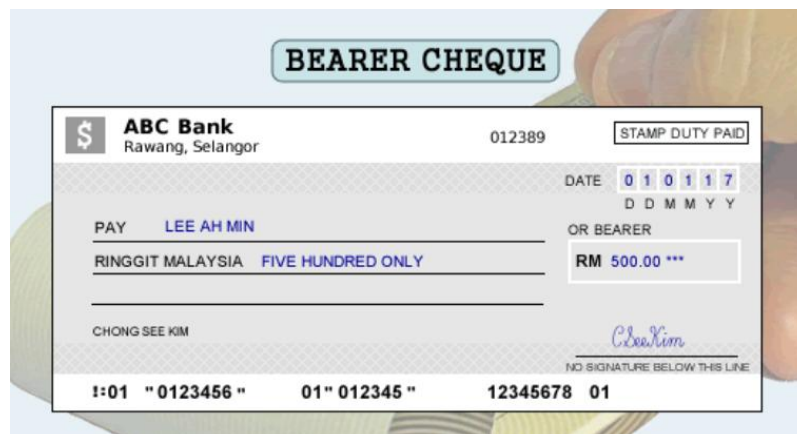 BEARER CHEQUE
$ ABC Bank
Rawang, Selangor
012389
STAMP DUTY PAID
DATE 0 1 0 1 1 7
D D M M Y Y
PAY LEE AH MIN
OR BEARER
RINGGIT MALAYSIA FIVE HUNDRED ONLY
RM 500.00 ***
CHONG SEE KIM
CSeeKim
NO SIGNATURE BELOW THIS LINE
⑆01 "0123456 " 01" 012345 " 12345678 01